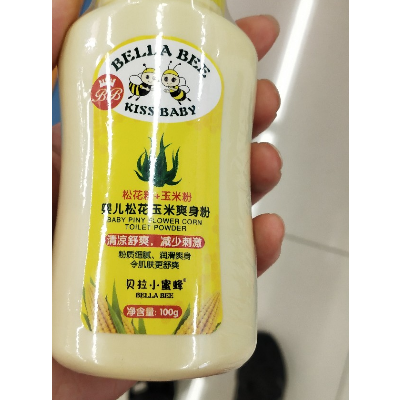 BELLA BEE
BB
KISS BABY
松花粉+玉米粉
婴儿松花玉米爽身粉
BABY PINY FLOWER CORN
TOILET POWDER
清凉舒爽，减少刺激
粉质细腻、润滑爽身
令肌肤更舒爽
贝拉小蜜蜂®
BELLA BEE
净含量：100g